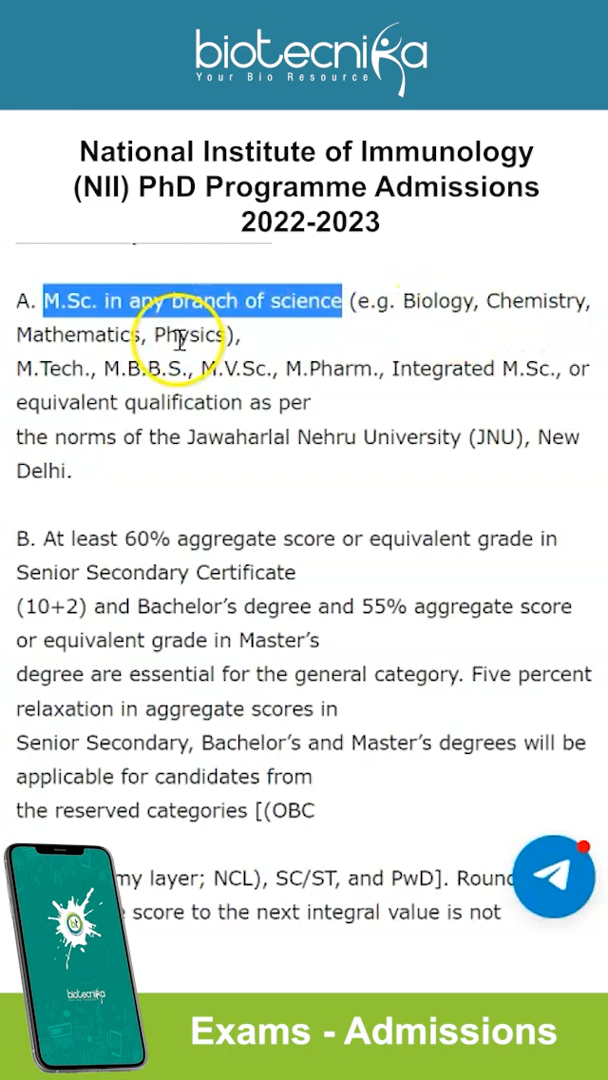 biotecnika
Your Bio Resource
National Institute of Immunology
(NII) PhD Programme Admissions
2022-2023
A. M.Sc. in any branch of science (e.g. Biology, Chemistry,
Mathematics, Physics),
M.Tech., M.B.B.S., M.V.Sc., M.Pharm., Integrated M.Sc., or
equivalent qualification as per
the norms of the Jawaharlal Nehru University (JNU), New
Delhi.
B. At least 60% aggregate score or equivalent grade in
Senior Secondary Certificate
(10+2) and Bachelor's degree and 55% aggregate score
or equivalent grade in Master's
degree are essential for the general category. Five percent
relaxation in aggregate scores in
Senior Secondary, Bachelor's and Master's degrees will be
applicable for candidates from
the reserved categories [(OBC
my layer; NCL), SC/ST, and PwD]. Round
score to the next integral value is not
bt
biotecnika
Exams - Admissions